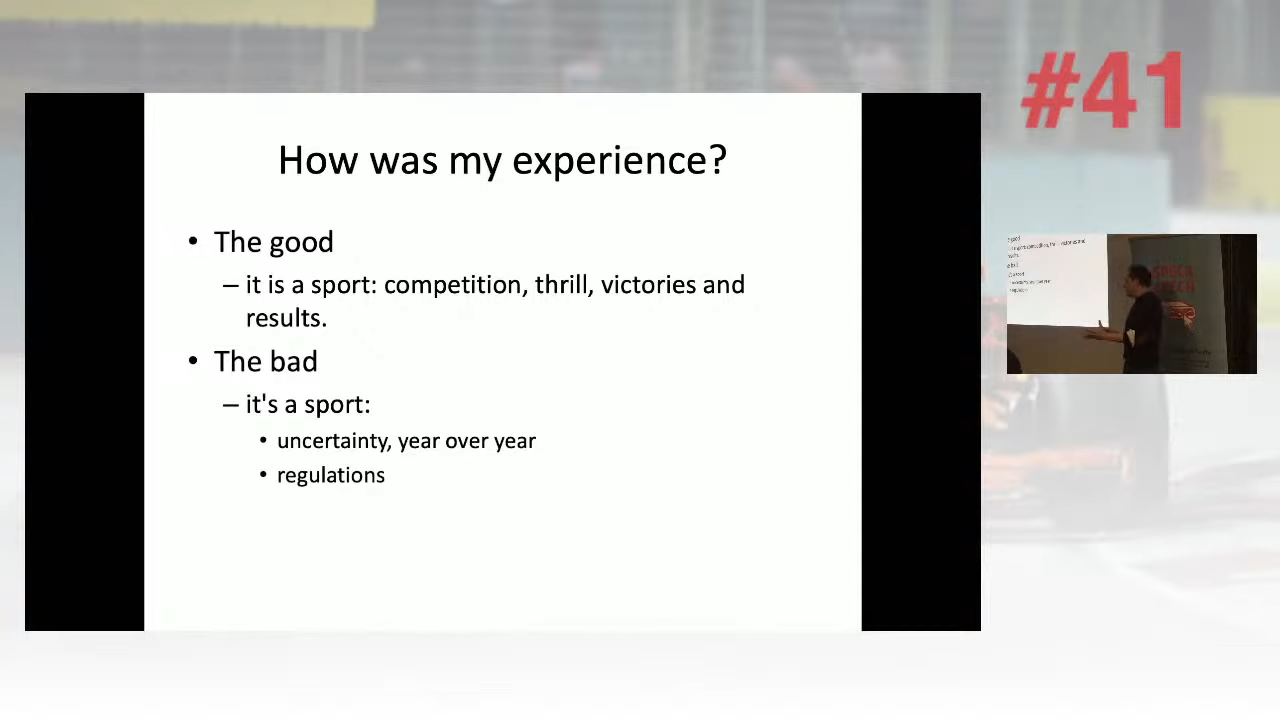 #41
How was my experience?
• The good
– it is a sport: competition, thrill, victories and
results.
• The bad
– it's a sport:
• uncertainty, year over year
• regulations